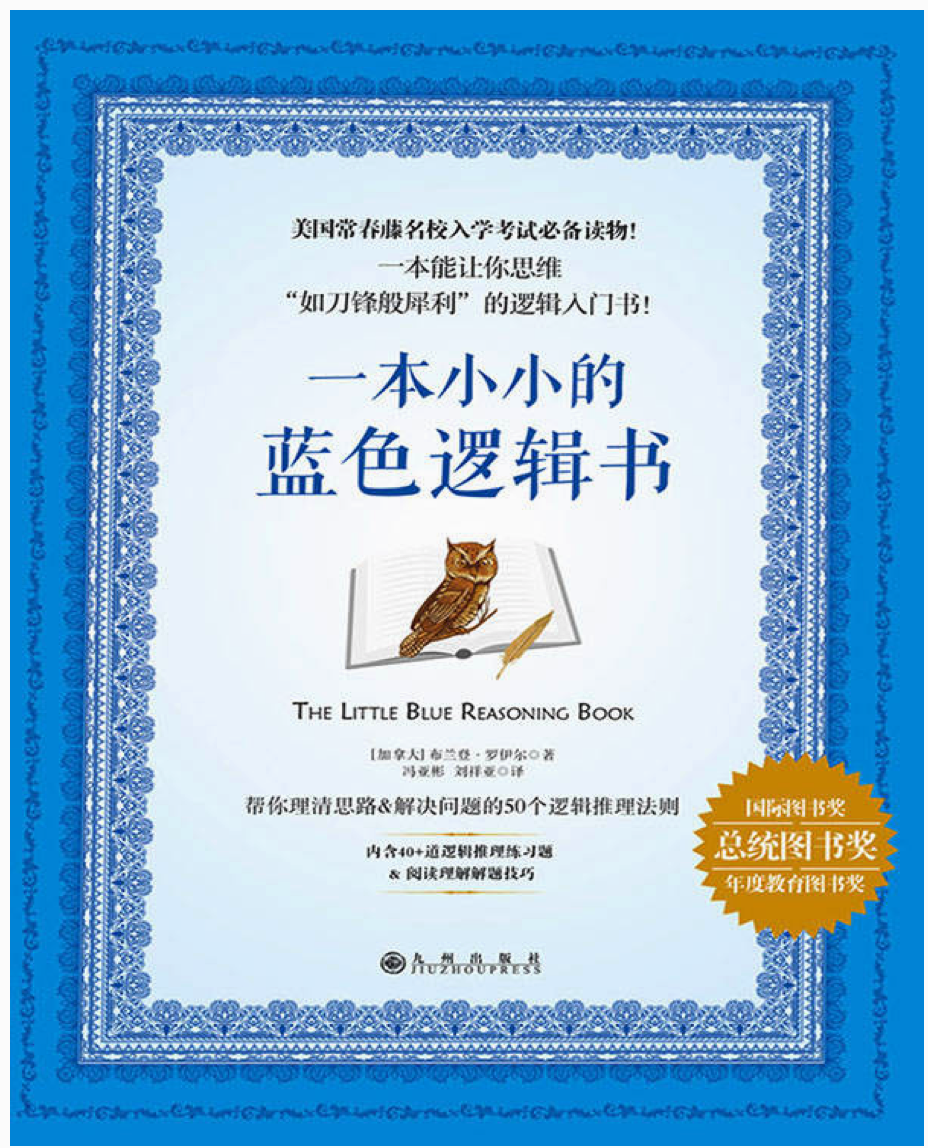 美国常春藤名校入学考试必备读物!
一本能让你思维
“如刀锋般犀利”的逻辑入门书!
一本小小的
蓝色逻辑书
THE LITTLE BLUE REASONING BOOK
[加拿大] 布兰登·罗伊尔◎著
冯亚彬 刘祥亚◎译
帮你理清思路&解决问题的50个逻辑推理法则
内含40+道逻辑推理练习题
& 阅读理解解题技巧
国际图书奖
总统图书奖
年度教育图书奖
九州出版社
JIUZHOUPRESS